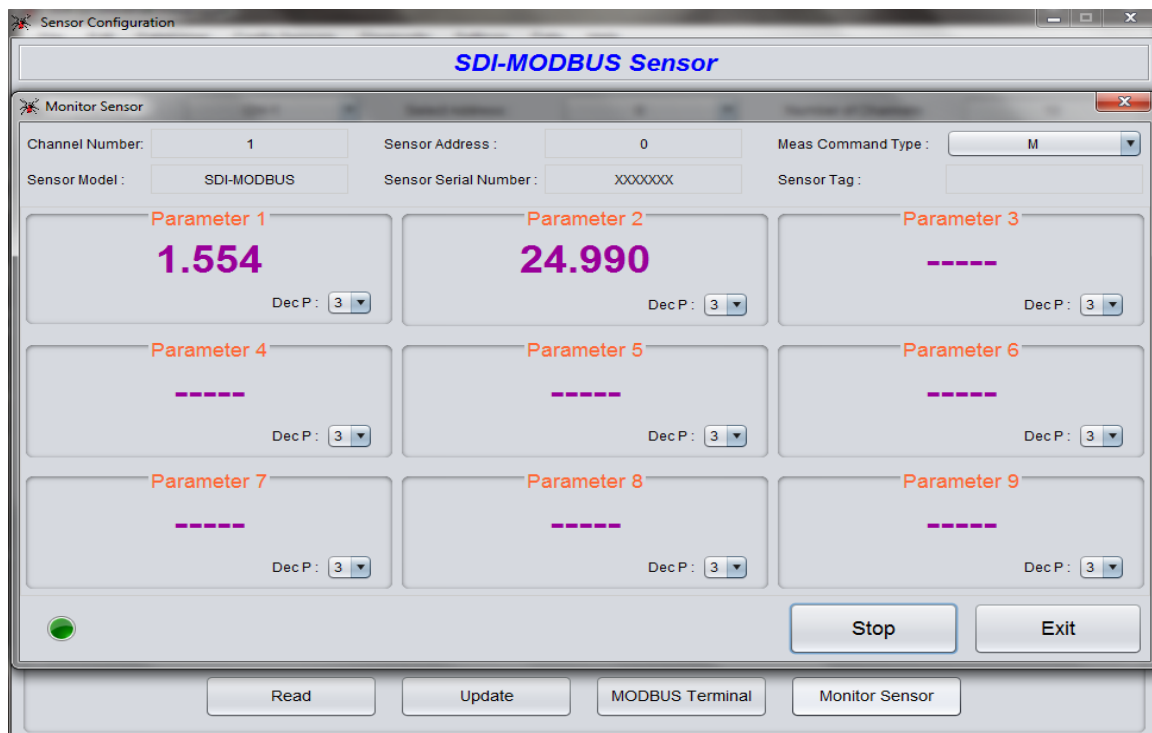 Sensor Configuration
SDI-MODBUS Sensor
Monitor Sensor
Channel Number: 1 Sensor Address : 0 Meas Command Type : M
Sensor Model : SDI-MODBUS Sensor Serial Number : XXXXXXX Sensor Tag :
Parameter 1 Parameter 2 Parameter 3
1.554 24.990 -----
Dec P : 3 Dec P : 3 Dec P : 3
Parameter 4 Parameter 5 Parameter 6
----- ----- -----
Dec P : 3 Dec P : 3 Dec P : 3
Parameter 7 Parameter 8 Parameter 9
----- ----- -----
Dec P : 3 Dec P : 3 Dec P : 3
Stop Exit
Read Update MODBUS Terminal Monitor Sensor